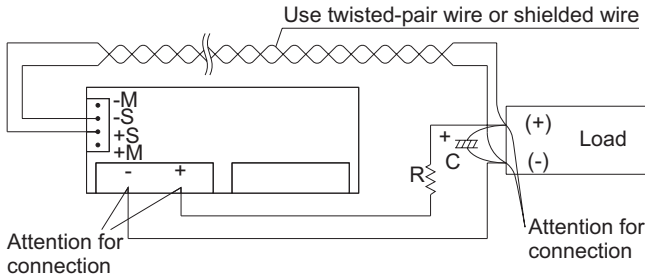 Use twisted-pair wire or shielded wire
-M
-S
+S
+M
- +
R
+
C
(+)
(-)
Load
Attention for
connection
Attention for
connection